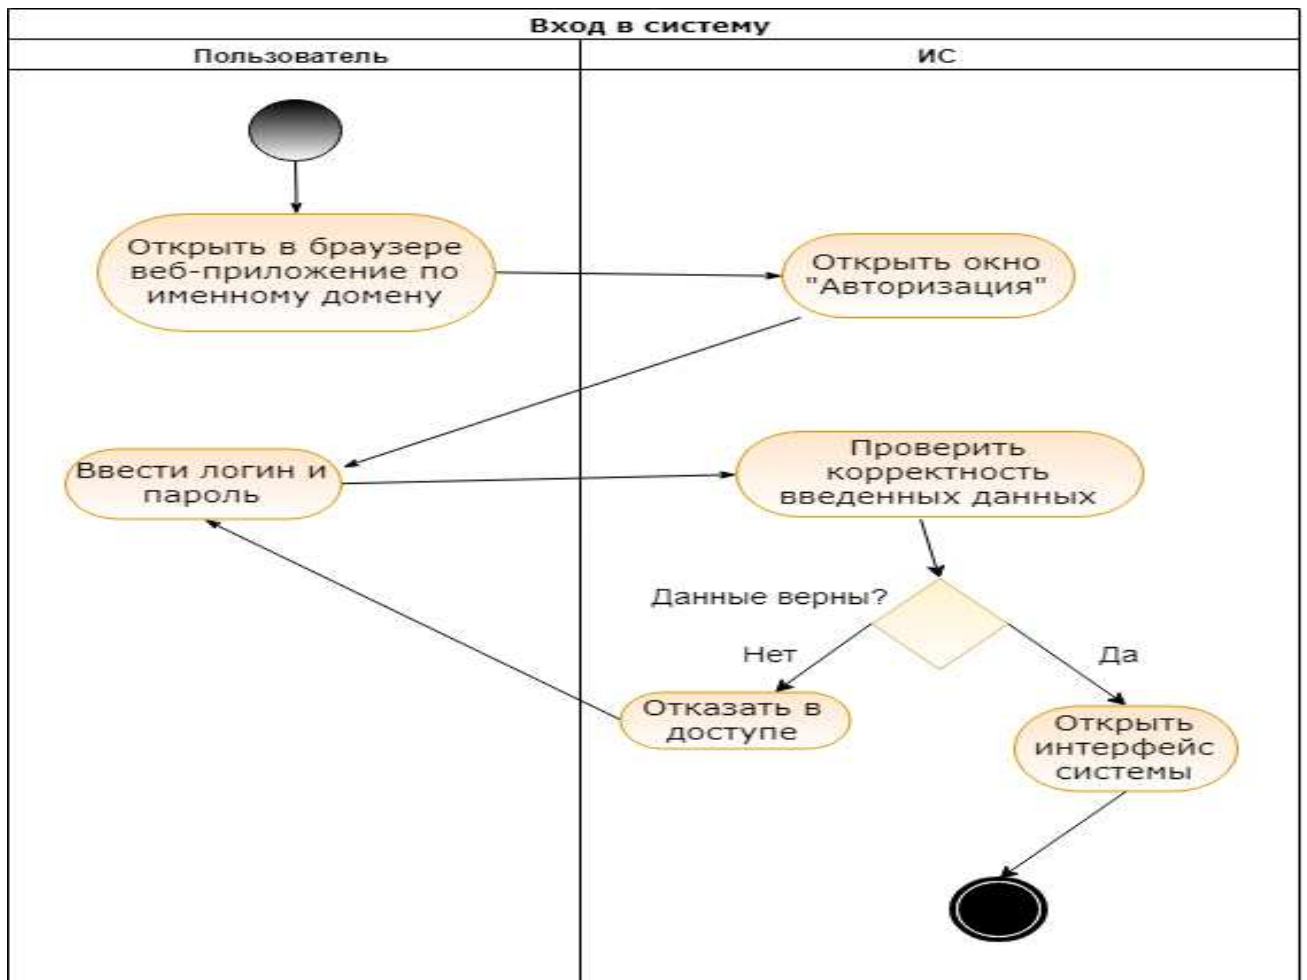 Вход в систему
Пользователь
ИС
Открыть в браузере
веб-приложение по
именному домену
Открыть окно
"Авторизация"
Ввести логин и
пароль
Проверить
корректность
введенных данных
Данные верны?
Нет
Да
Отказать в
доступе
Открыть
интерфейс
системы